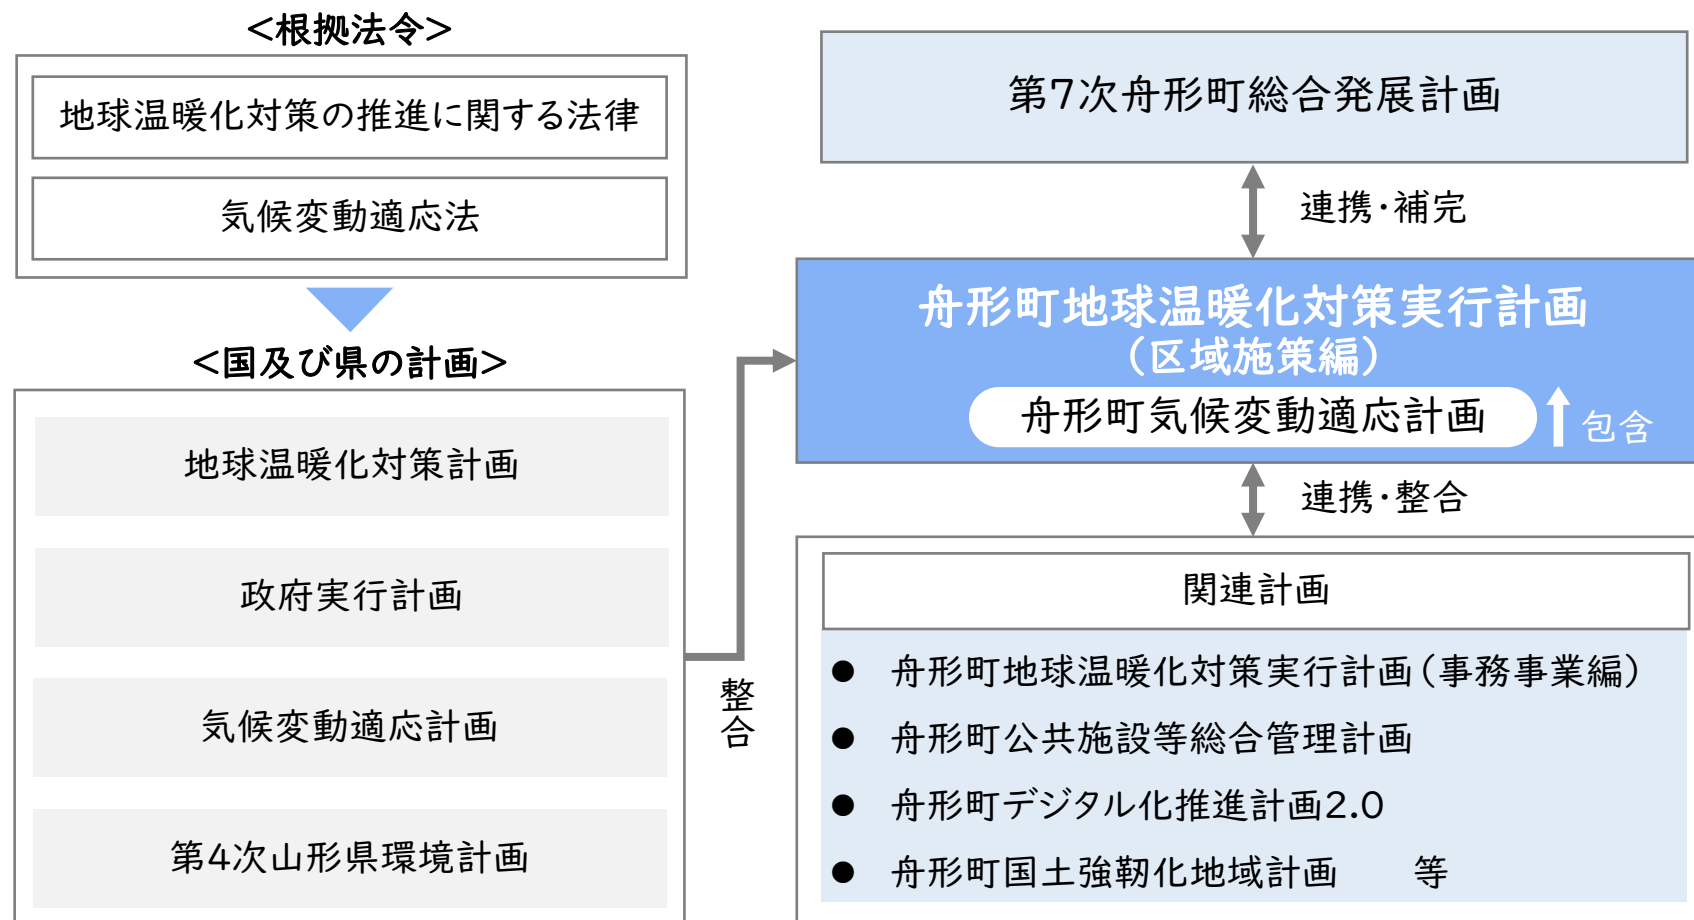 <根拠法令>
地球温暖化対策の推進に関する法律
気候変動適応法
<国及び県の計画>
地球温暖化対策計画
政府実行計画
気候変動適応計画
第4次山形県環境計画
整合
第7次舟形町総合発展計画
連携・補完
舟形町地球温暖化対策実行計画
（区域施策編）
舟形町気候変動適応計画
包含
連携・整合
関連計画
● 舟形町地球温暖化対策実行計画（事務事業編）
● 舟形町公共施設等総合管理計画
● 舟形町デジタル化推進計画2.0
● 舟形町国土強靭化地域計画　　等